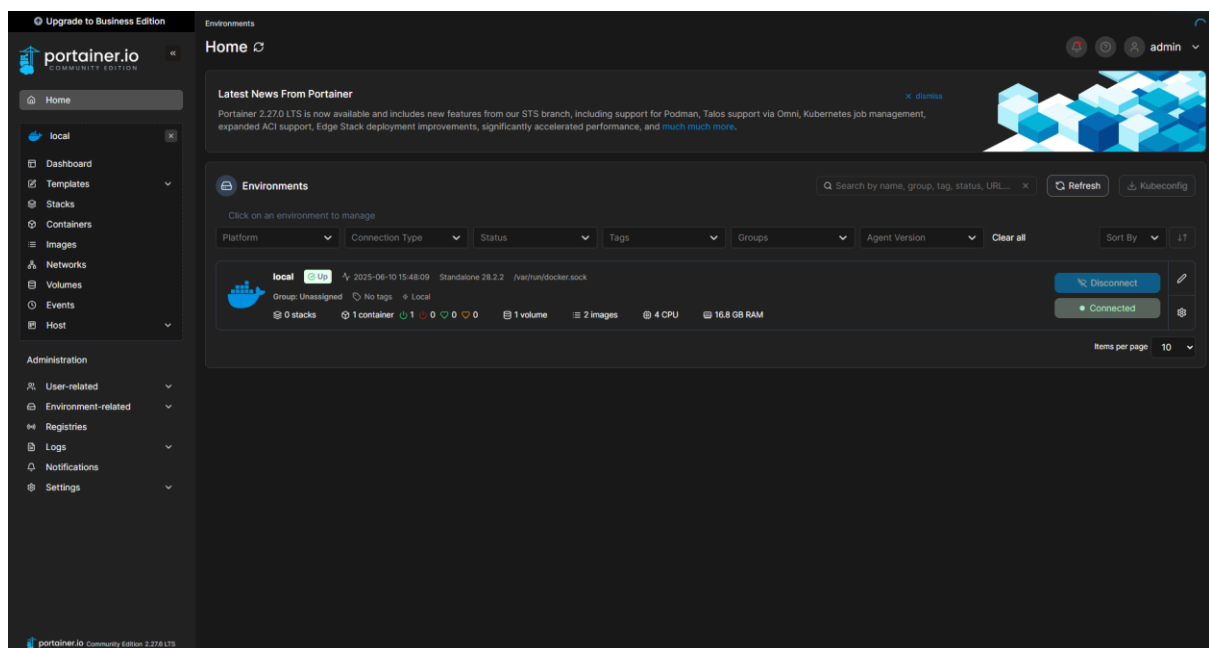 Upgrade to Business Edition
portainer.io
COMMUNITY EDITION
Home
local
Dashboard
Templates
Stacks
Containers
Images
Networks
Volumes
Events
Host
Administration
User-related
Environment-related
Registries
Logs
Notifications
Settings
portainer.io Community Edition 2.27.6 LTS
Environments
Home
admin
Latest News From Portainer
dismiss
Portainer 2.27.0 LTS is now available and includes new features from our STS branch, including support for Podman, Talos support via Omni, Kubernetes job management,
expanded ACI support, Edge Stack deployment improvements, significantly accelerated performance, and much much more.
Environments
Search by name, group, tag, status, URL...
Refresh
Kubeconfig
Click on an environment to manage
Platform Connection Type Status Tags Groups Agent Version Clear all Sort By
local Up 2025-06-10 15:48:09 Standalone 28.2.2 /var/run/docker.sock
Disconnect
Group: Unassigned No tags Local
Connected
0 stacks 1 container 1 0 0 0 1 volume 2 images 4 CPU 16.8 GB RAM
Items per page 10